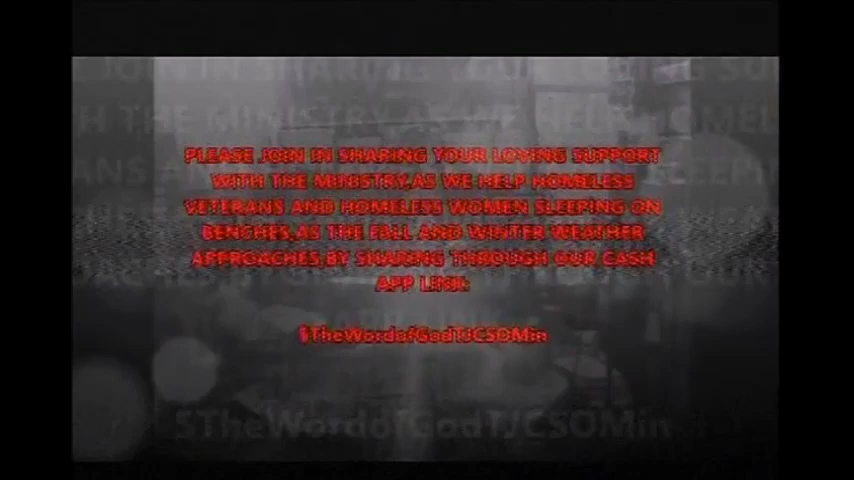 PLEASE JOIN IN SHARING YOUR LOVING SUPPORT
WITH THE MINISTRY,AS WE HELP HOMELESS
VETERANS AND HOMELESS WOMEN SLEEPING ON
BENCHES,AS THE FALL AND WINTER WEATHER
APPROACHES,BY SHARING THROUGH OUR CASH
APP LINK:
$TheWordofGodTJCSOMin
$TheWordofGodTJCSOMin